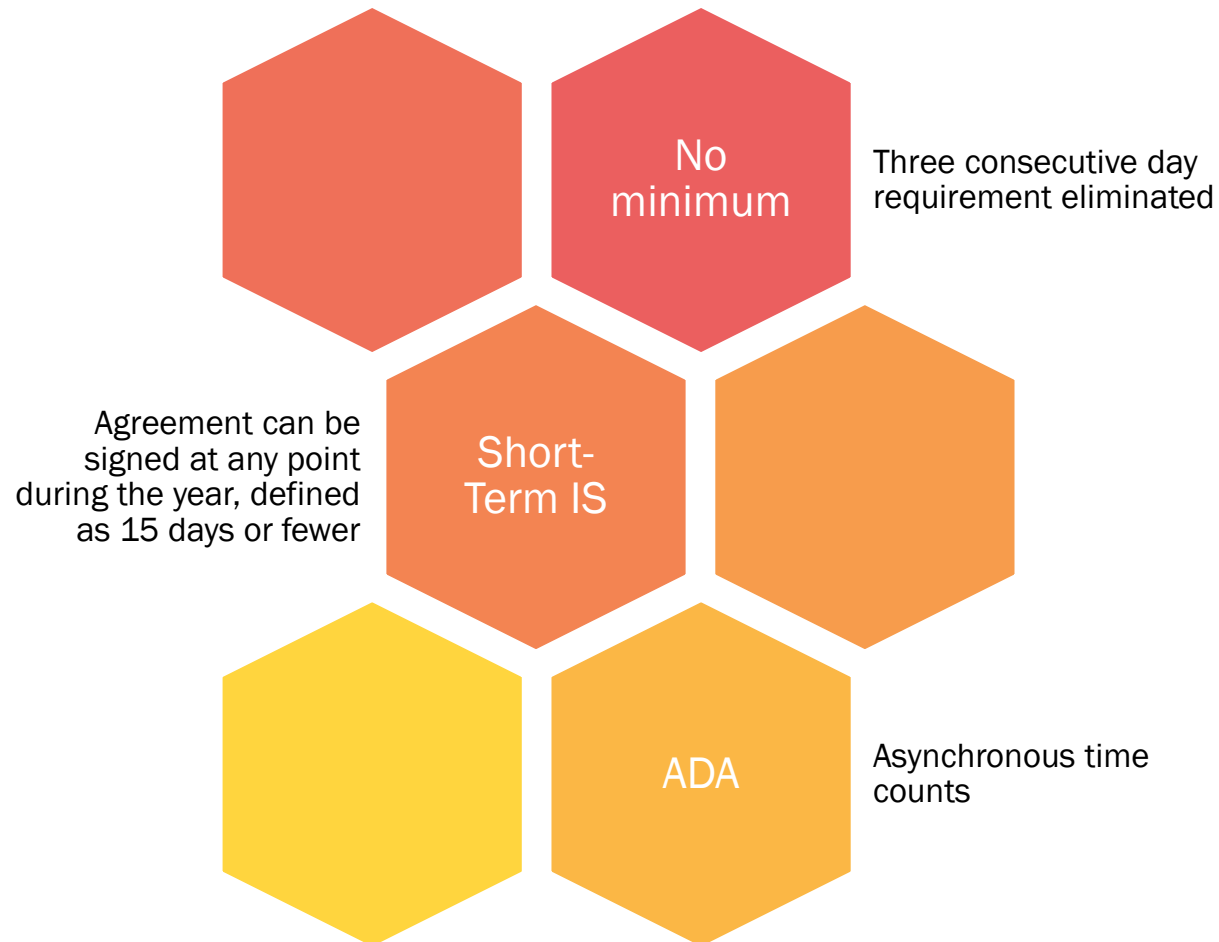 No
minimum
Three consecutive day
requirement eliminated
Agreement can be
signed at any point
during the year, defined
as 15 days or fewer
Short-
Term IS
ADA
Asynchronous time
counts